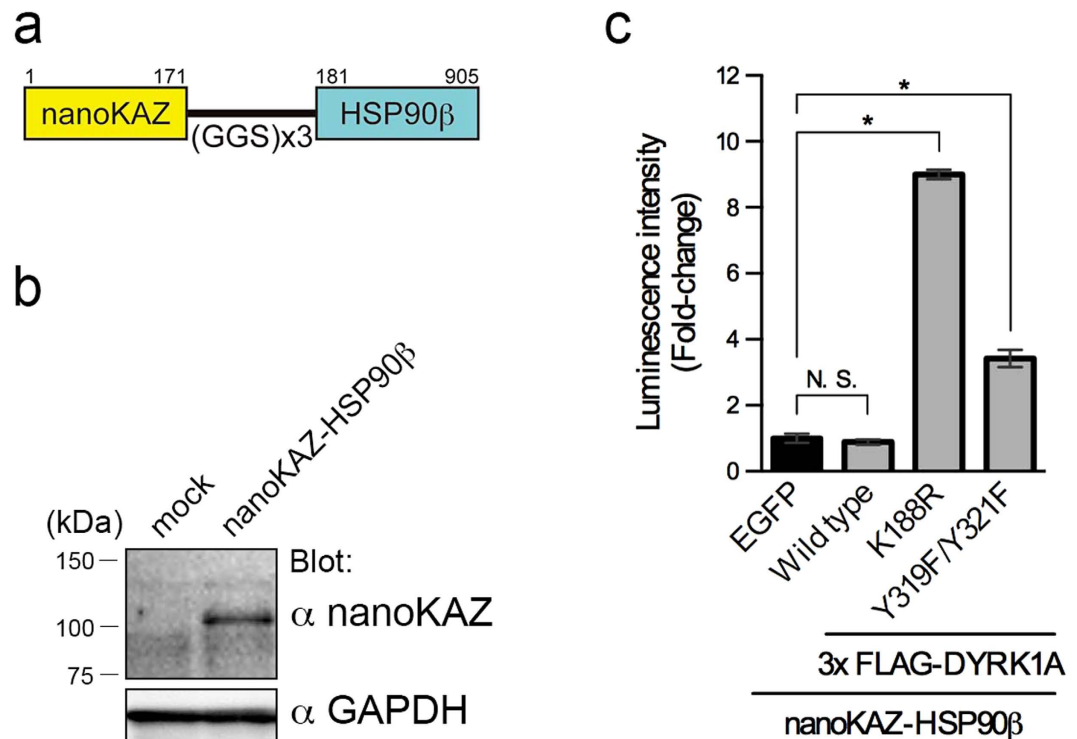 a
1 171 181 905
nanoKAZ HSP90β
(GGS)x3
b
mock nanoKAZ-HSP90β
(kDa)
150
100
75
Blot:
α nanoKAZ
α GAPDH
c
Luminescence intensity
(Fold-change)
12
10
8
6
4
2
0
*
*
N. S.
EGFP
Wild type
K188R
Y319F/Y321F
3x FLAG-DYRK1A
nanoKAZ-HSP90β